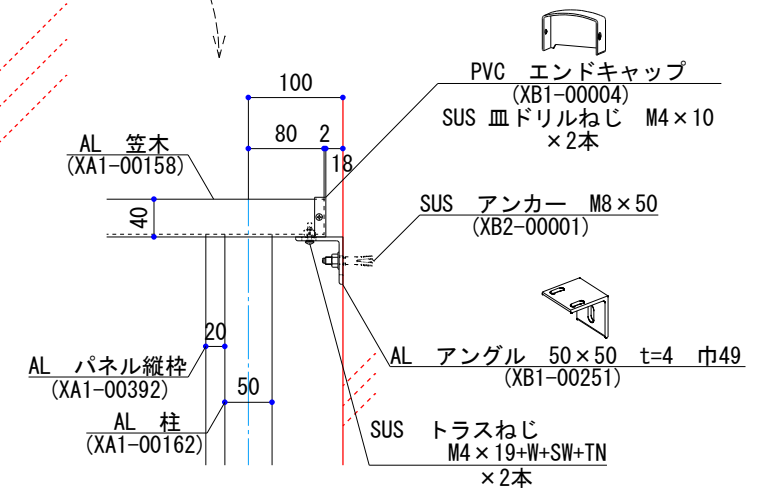 PVC エンドキャップ
(XB1-00004)
SUS 皿ドリルねじ M4×10
×2本
100
80 2
18
AL 笠木
(XA1-00158)
40
SUS アンカー M8×50
(XB2-00001)
20
AL パネル縦枠
(XA1-00392)
50
AL アングル 50×50 t=4 巾49
(XB1-00251)
AL 柱
(XA1-00162)
SUS トラスねじ
M4×19+W+SW+TN
×2本